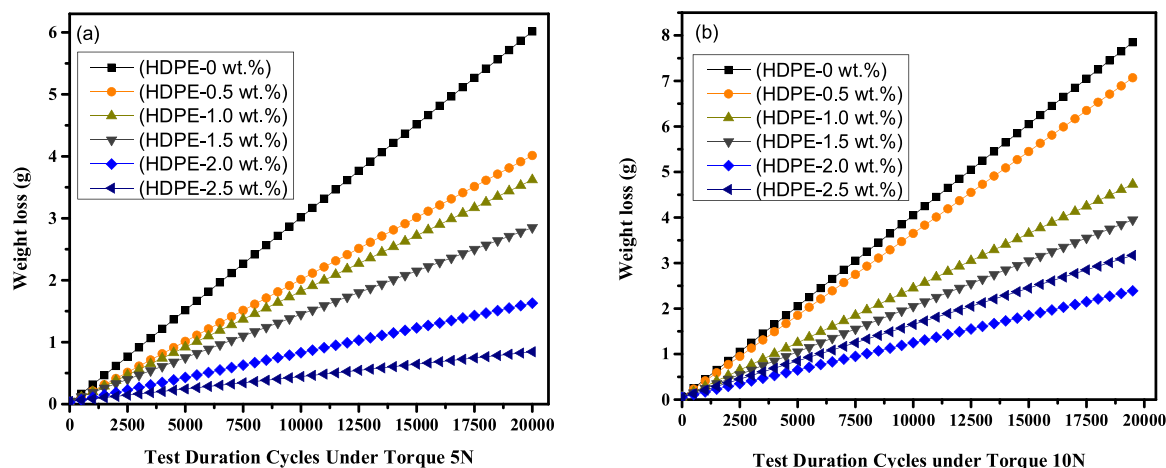 (a)
(HDPE-0 wt.%)
(HDPE-0.5 wt.%)
(HDPE-1.0 wt.%)
(HDPE-1.5 wt.%)
(HDPE-2.0 wt.%)
(HDPE-2.5 wt.%)
Weight loss (g)
6
5
4
3
2
1
0
0 2500 5000 7500 10000 12500 15000 17500 20000
Test Duration Cycles Under Torque 5N
(b)
(HDPE-0 wt.%)
(HDPE-0.5 wt.%)
(HDPE-1.0 wt.%)
(HDPE-1.5 wt.%)
(HDPE-2.0 wt.%)
(HDPE-2.5 wt.%)
Weight loss (g)
8
7
6
5
4
3
2
1
0
0 2500 5000 7500 10000 12500 15000 17500 20000
Test Duration Cycles under Torque 10N